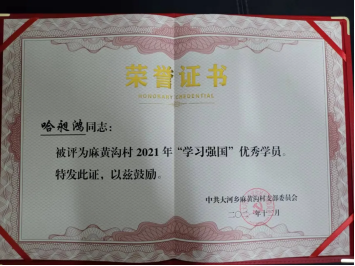 荣誉证书
哈昶鸿同志：
被评为麻黄沟村2021年“学习强国”优秀学员。
特发此证，以兹鼓励。
中共大河乡麻黄沟村支部委员会
二〇二一年十二月